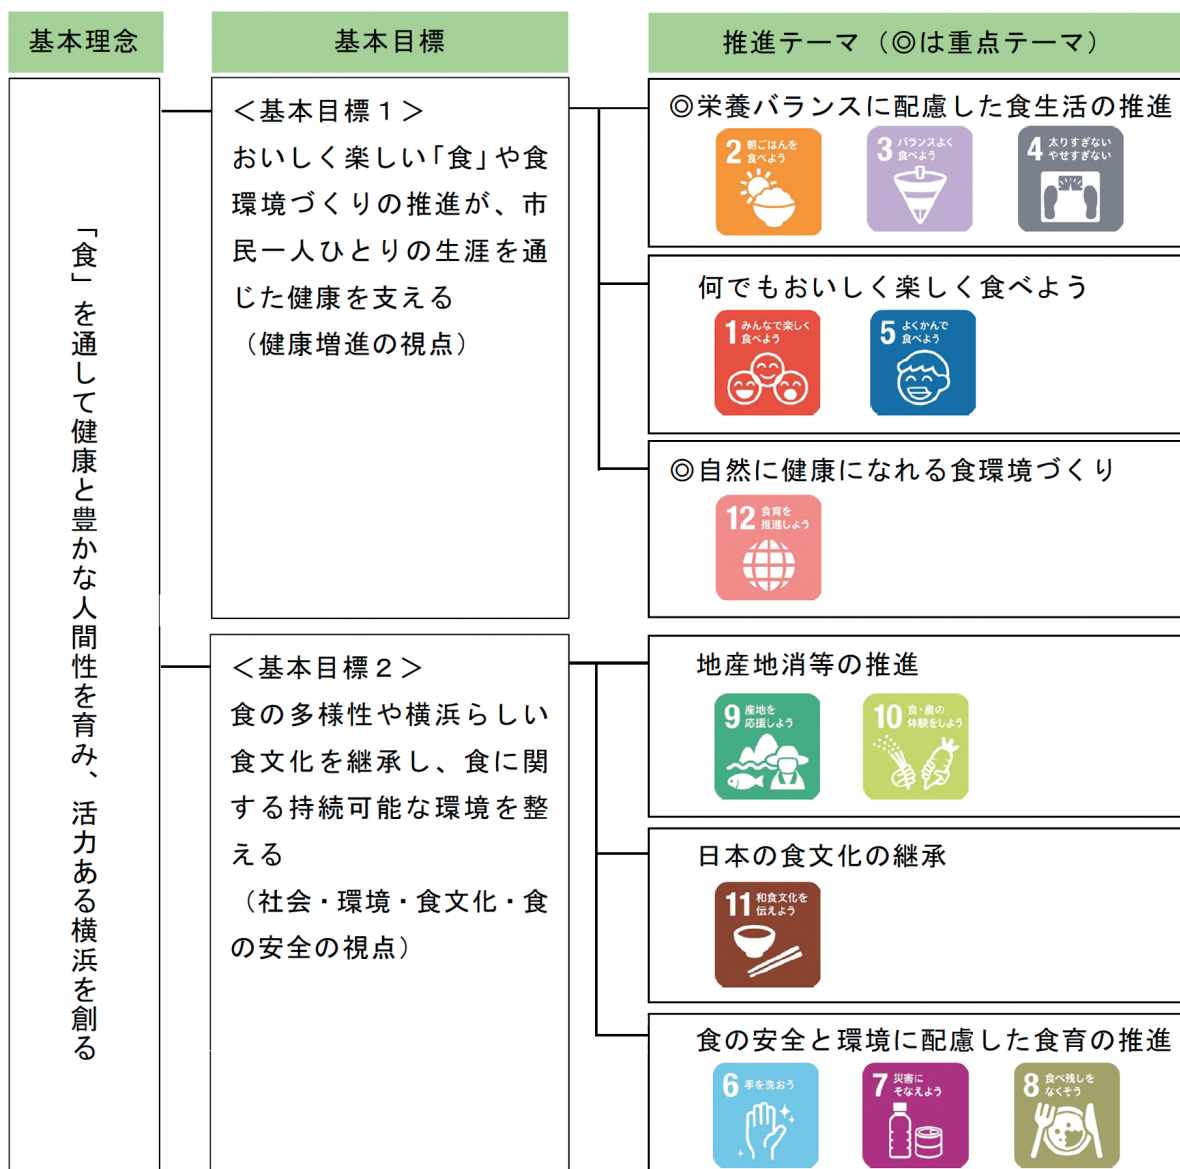 基本理念
基本目標
推進テーマ（◎は重点テーマ）
「食」を通して健康と豊かな人間性を育み、活力ある横浜を創る
＜基本目標１＞
おいしく楽しい「食」や食
環境づくりの推進が、市
民一人ひとりの生涯を通
じた健康を支える
（健康増進の視点）
◎栄養バランスに配慮した食生活の推進
2 朝ごはんを
食べよう
3 バランスよく
食べよう
4 太りすぎない
やせすぎない
何でもおいしく楽しく食べよう
1 みんなで楽しく
食べよう
5 よくかんで
食べよう
◎自然に健康になれる食環境づくり
12 食育を
推進しよう
＜基本目標２＞
食の多様性や横浜らしい
食文化を継承し、食に関
する持続可能な環境を整
える
（社会・環境・食文化・食
の安全の視点）
地産地消等の推進
9 産地を
応援しよう
10 食・農の
体験をしよう
日本の食文化の継承
11 和食文化を
伝えよう
食の安全と環境に配慮した食育の推進
6 手を洗おう
7 災害に
そなえよう
8 食べ残しを
なくそう